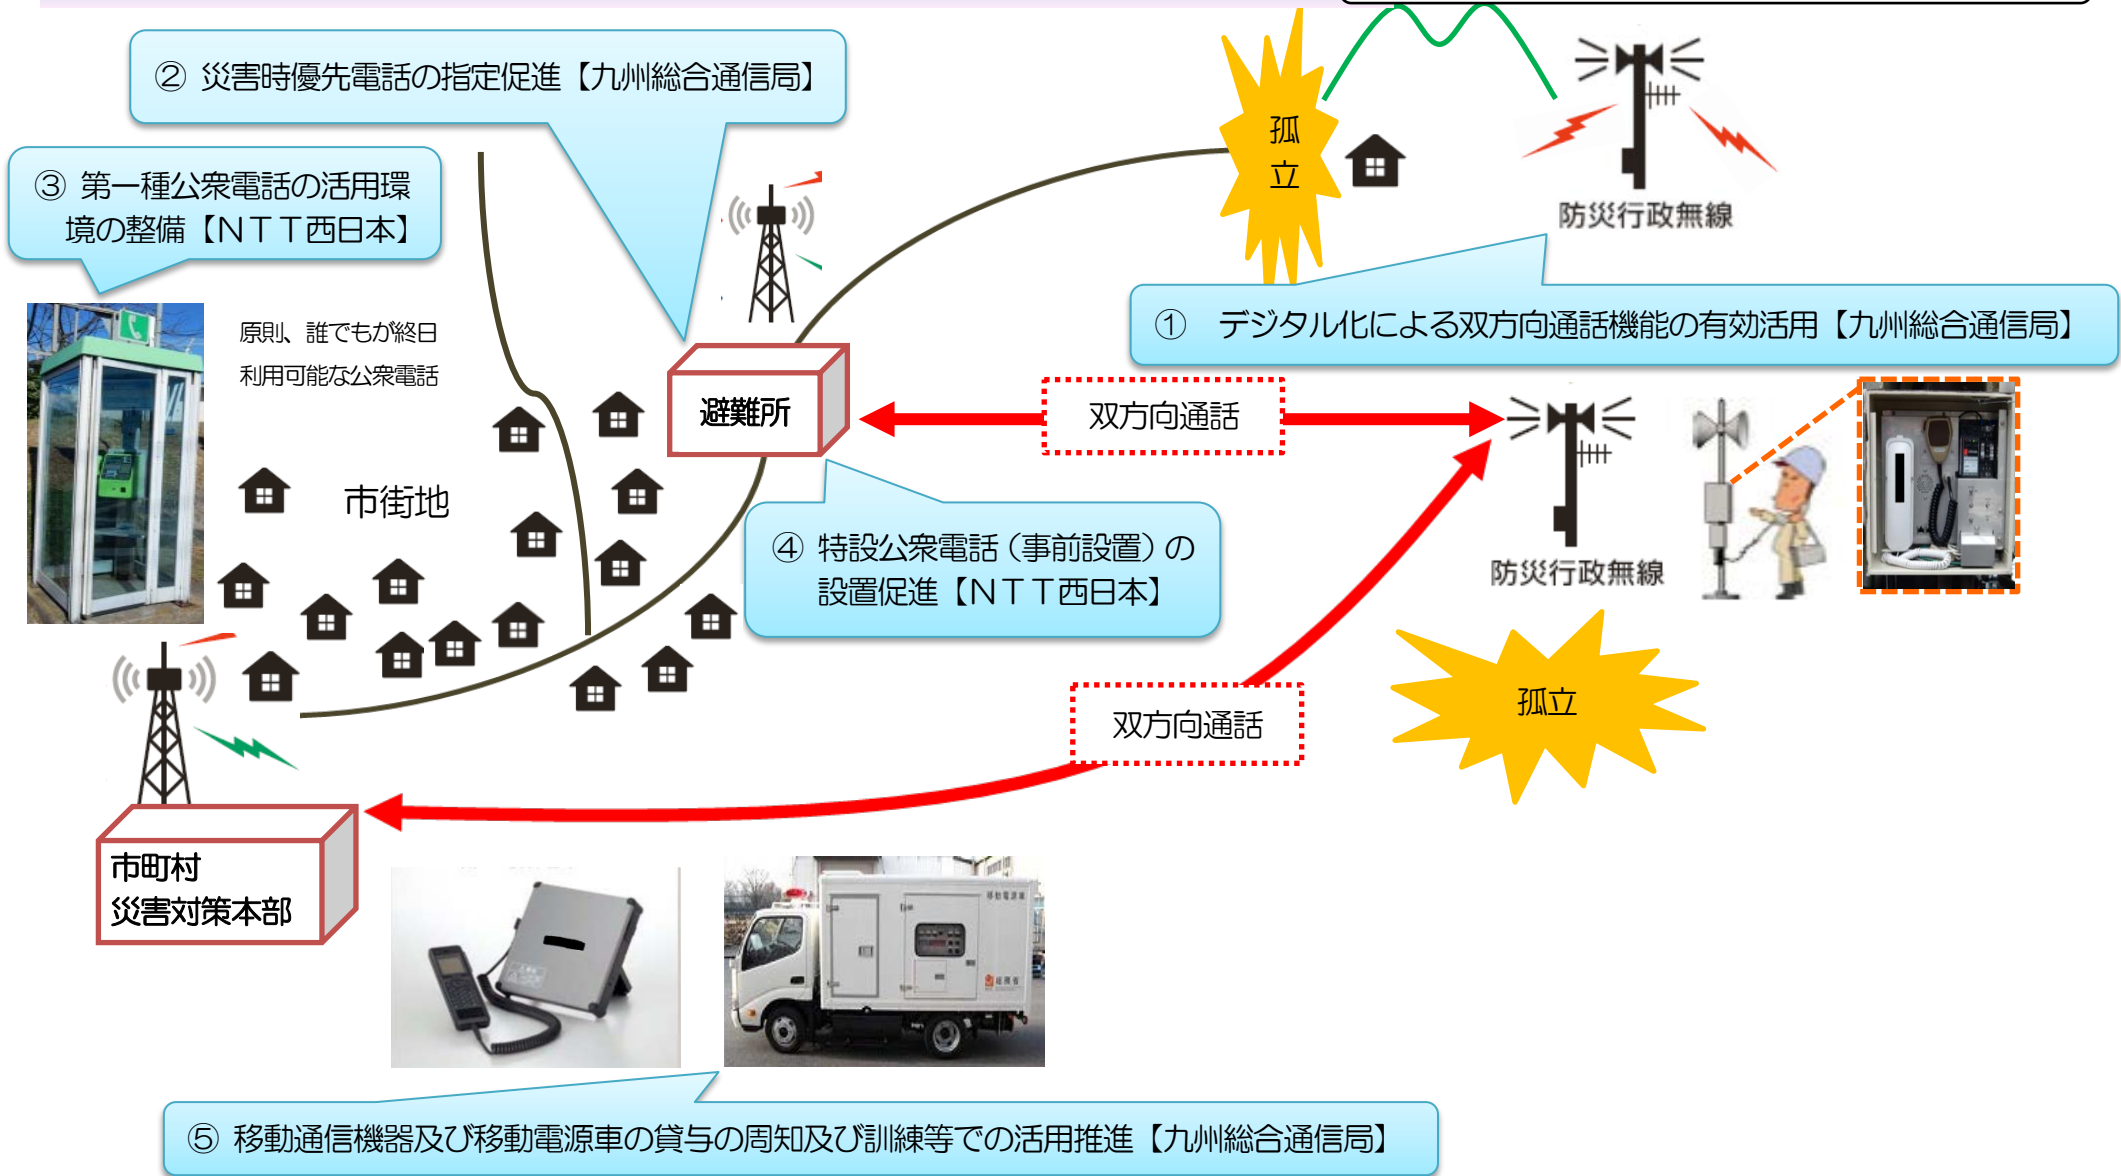 ② 災害時優先電話の指定促進【九州総合通信局】
③ 第一種公衆電話の活用環
境の整備【NTT西日本】
原則、誰でもが終日
利用可能な公衆電話
孤
立
防災行政無線
① デジタル化による双方向通話機能の有効活用【九州総合通信局】
避難所
双方向通話
市街地
④ 特設公衆電話(事前設置)の
設置促進【NTT西日本】
防災行政無線
孤立
双方向通話
市町村
災害対策本部
移動電源車
総務省
⑤ 移動通信機器及び移動電源車の貸与の周知及び訓練等での活用推進【九州総合通信局】